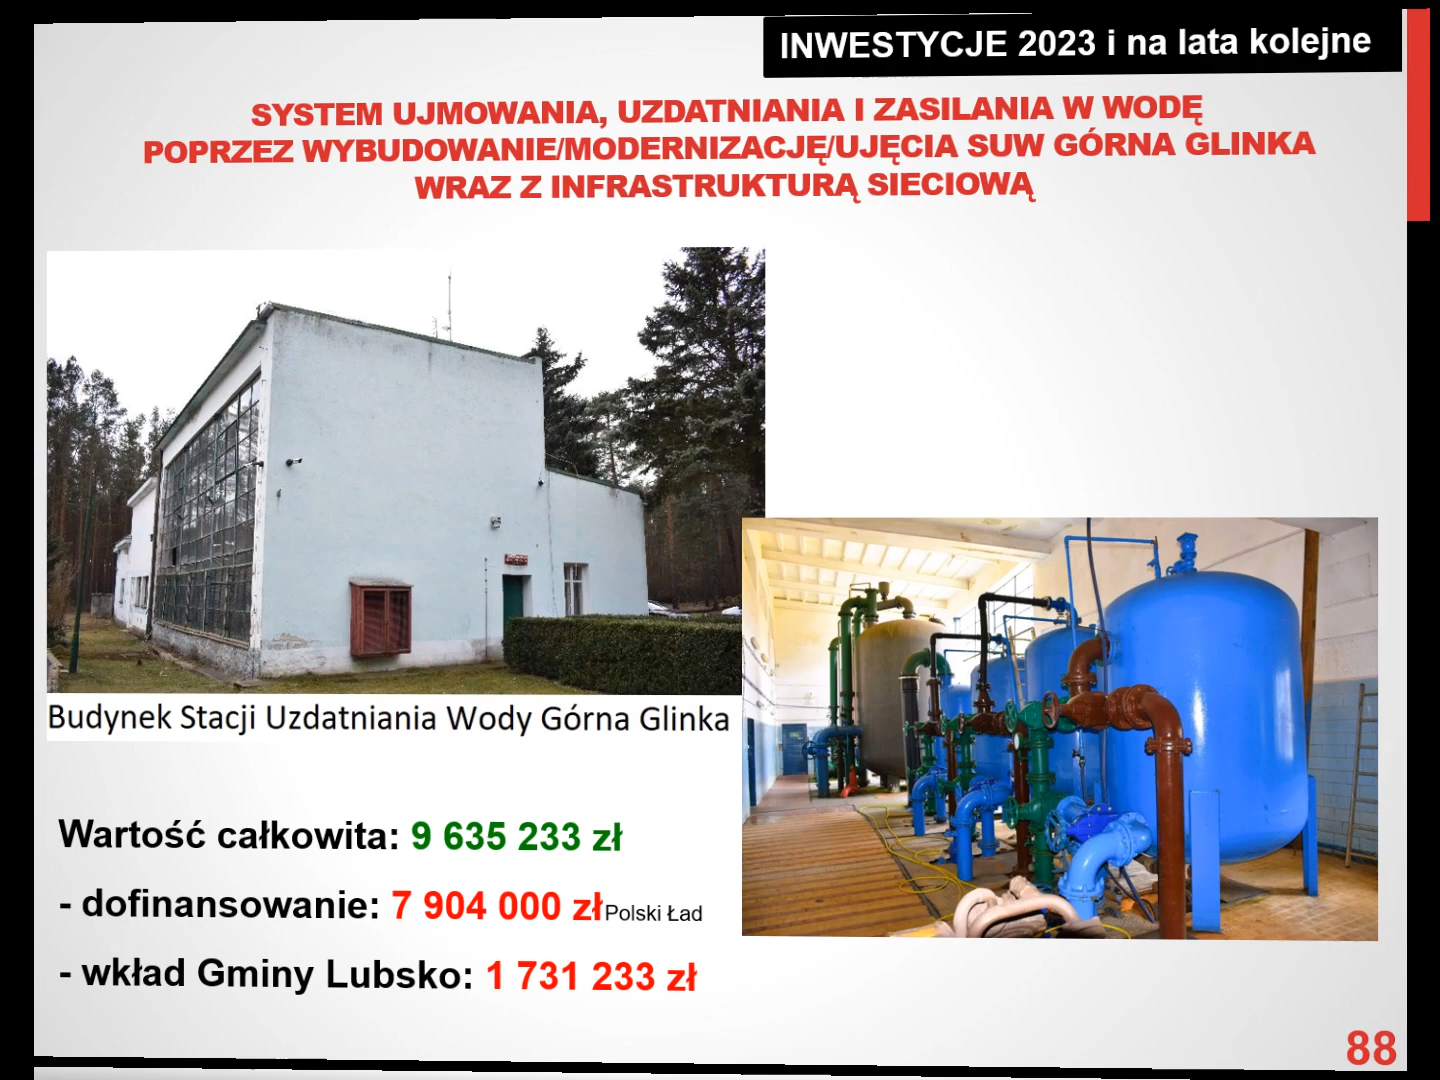 INWESTYCJE 2023 i na lata kolejne
SYSTEM UJMOWANIA, UZDATNIANIA I ZASILANIA W WODĘ
POPRZEZ WYBUDOWANIE/MODERNIZACJĘ/UJĘCIA SUW GÓRNA GLINKA
WRAZ Z INFRASTRUKTURĄ SIECIOWĄ
Budynek Stacji Uzdatniania Wody Górna Glinka
Wartość całkowita: 9 635 233 zł
- dofinansowanie: 7 904 000 zł Polski Ład
- wkład Gminy Lubsko: 1 731 233 zł
88